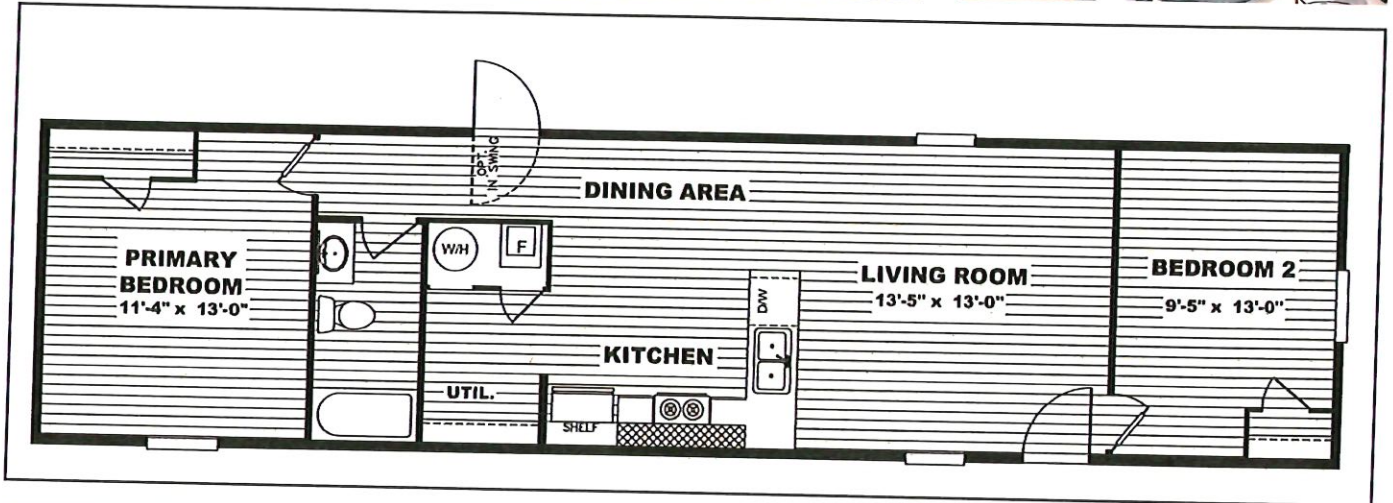 OPT.
IN SWING
DINING AREA
PRIMARY
BEDROOM
11'-4" x 13'-0"
W/H
F
LIVING ROOM
13'-5" x 13'-0"
D/W
BEDROOM 2
9'-5" x 13'-0"
KITCHEN
UTIL.
SHELF